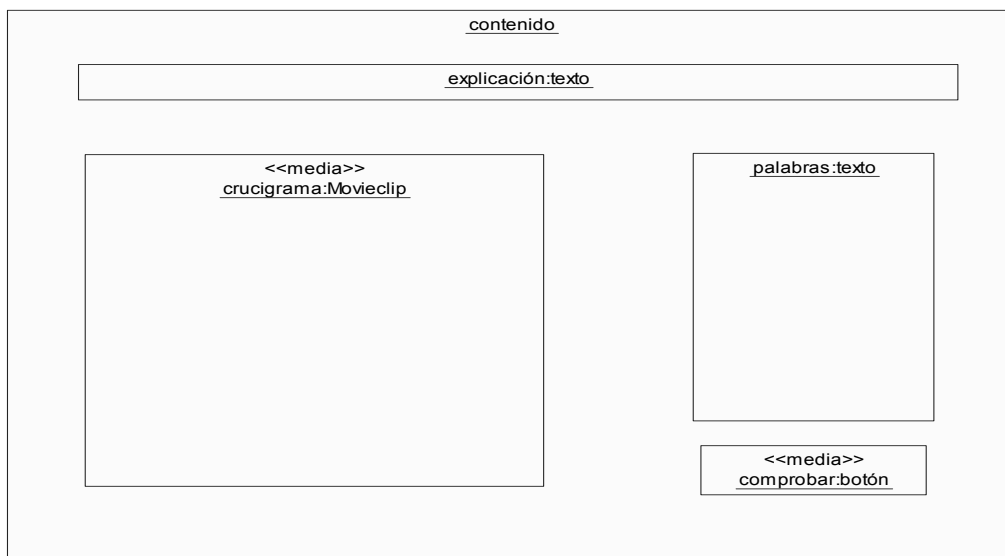 contenido
explicación:texto
<<media>>
crucigrama:Movieclip
palabras:texto
<<media>>
comprobar:botón